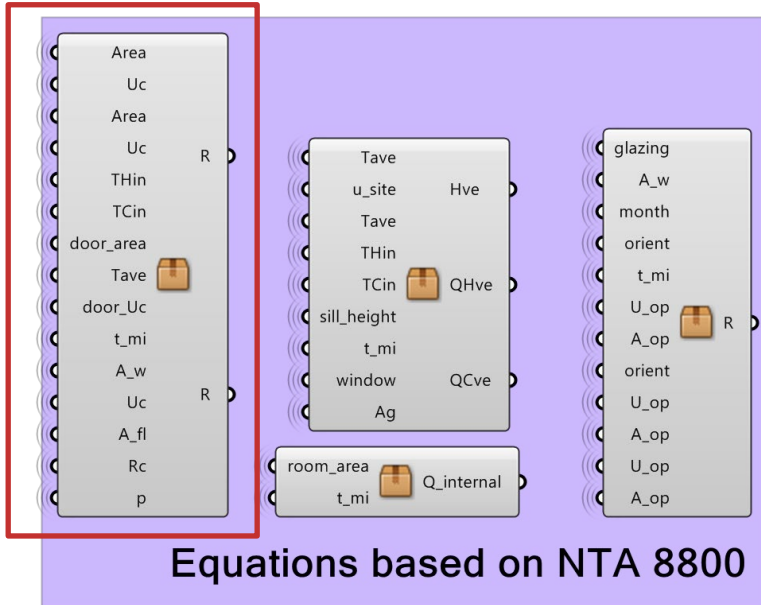 Area
Uc
Area
Uc
THin
TCin
door_area
Tave
door_Uc
t_mi
A_w
Uc
A_fl
Rc
p
R
R
Tave
u_site
Tave
THin
TCin
sill_height
t_mi
window
Ag
Hve
QHve
QCve
room_area
t_mi
Q_internal
glazing
A_w
month
orient
t_mi
U_op
A_op
orient
U_op
A_op
U_op
A_op
R
Equations based on NTA 8800